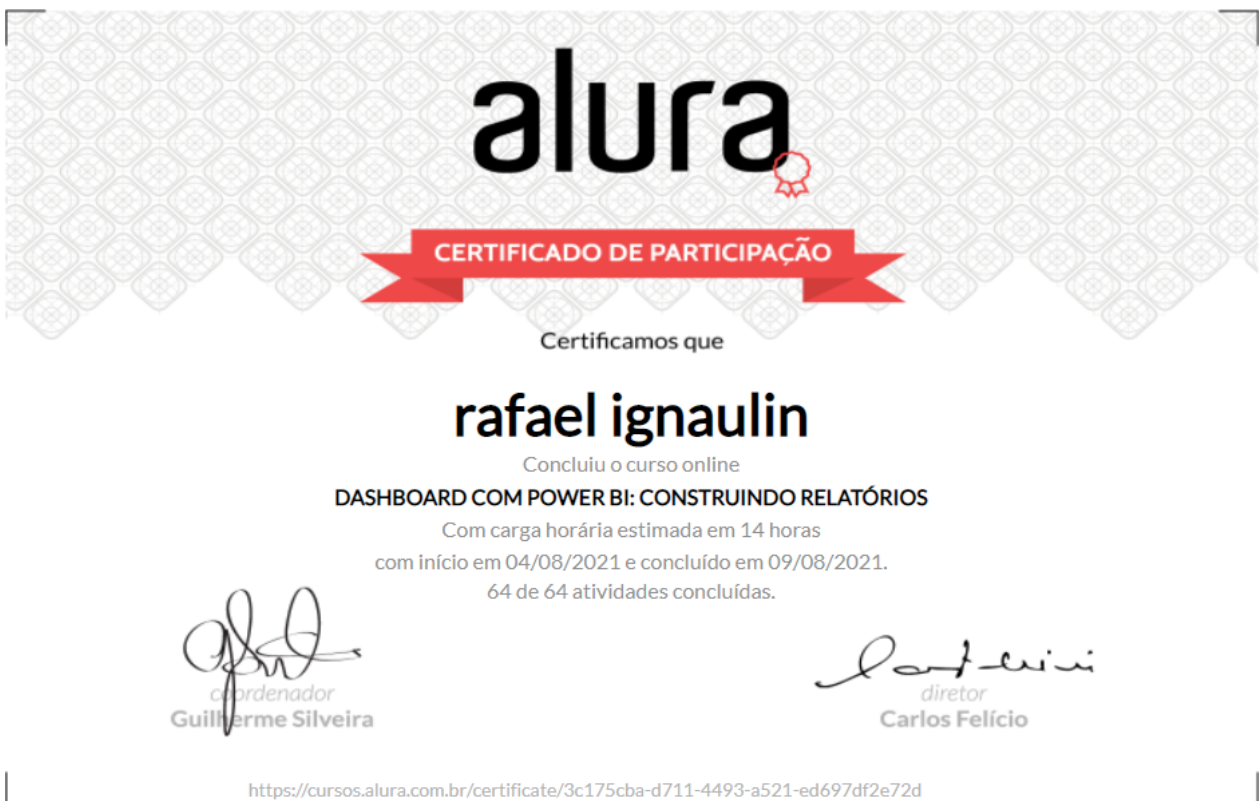 alura
CERTIFICADO DE PARTICIPAÇÃO
Certificamos que
rafael ignaulin
Concluiu o curso online
DASHBOARD COM POWER BI: CONSTRUINDO RELATÓRIOS
Com carga horária estimada em 14 horas
com início em 04/08/2021 e concluído em 09/08/2021.
64 de 64 atividades concluídas.
coordenador
Guilherme Silveira
diretor
Carlos Felício
https://cursos.alura.com.br/certificate/3c175cba-d711-4493-a521-ed697df2e72d